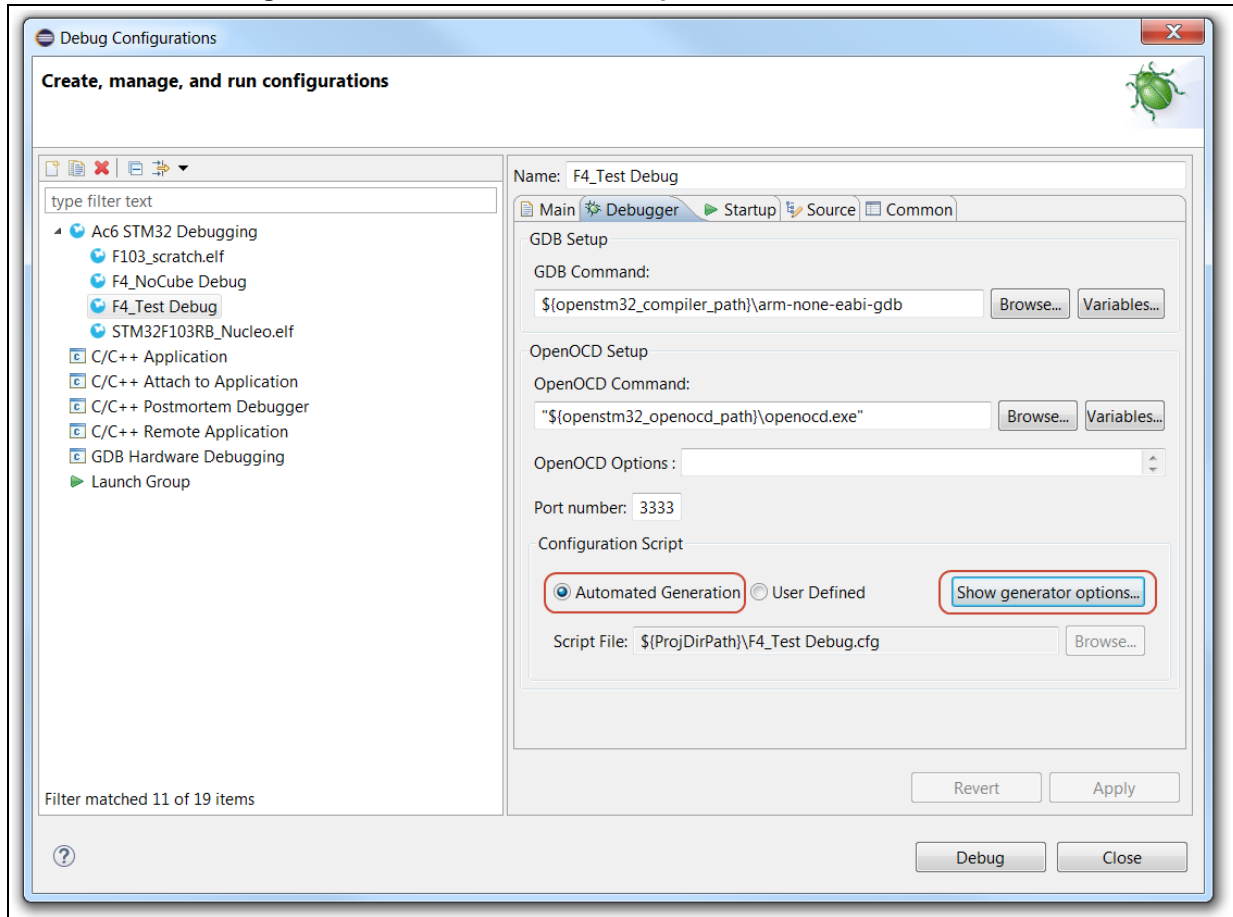 Debug Configurations
X
Create, manage, and run configurations
type filter text
Ac6 STM32 Debugging
F103_scratch.elf
F4_NoCube Debug
F4_Test Debug
STM32F103RB_Nucleo.elf
C/C++ Application
C/C++ Attach to Application
C/C++ Postmortem Debugger
C/C++ Remote Application
GDB Hardware Debugging
Launch Group
Filter matched 11 of 19 items
Name: F4_Test Debug
Main Debugger Startup Source Common
GDB Setup
GDB Command:
${openstm32_compiler_path}\arm-none-eabi-gdb Browse... Variables...
OpenOCD Setup
OpenOCD Command:
"${openstm32_openocd_path}\openocd.exe" Browse... Variables...
OpenOCD Options :
Port number: 3333
Configuration Script
Automated Generation User Defined Show generator options...
Script File: ${ProjDirPath}\F4_Test Debug.cfg Browse...
Revert Apply
? Debug Close